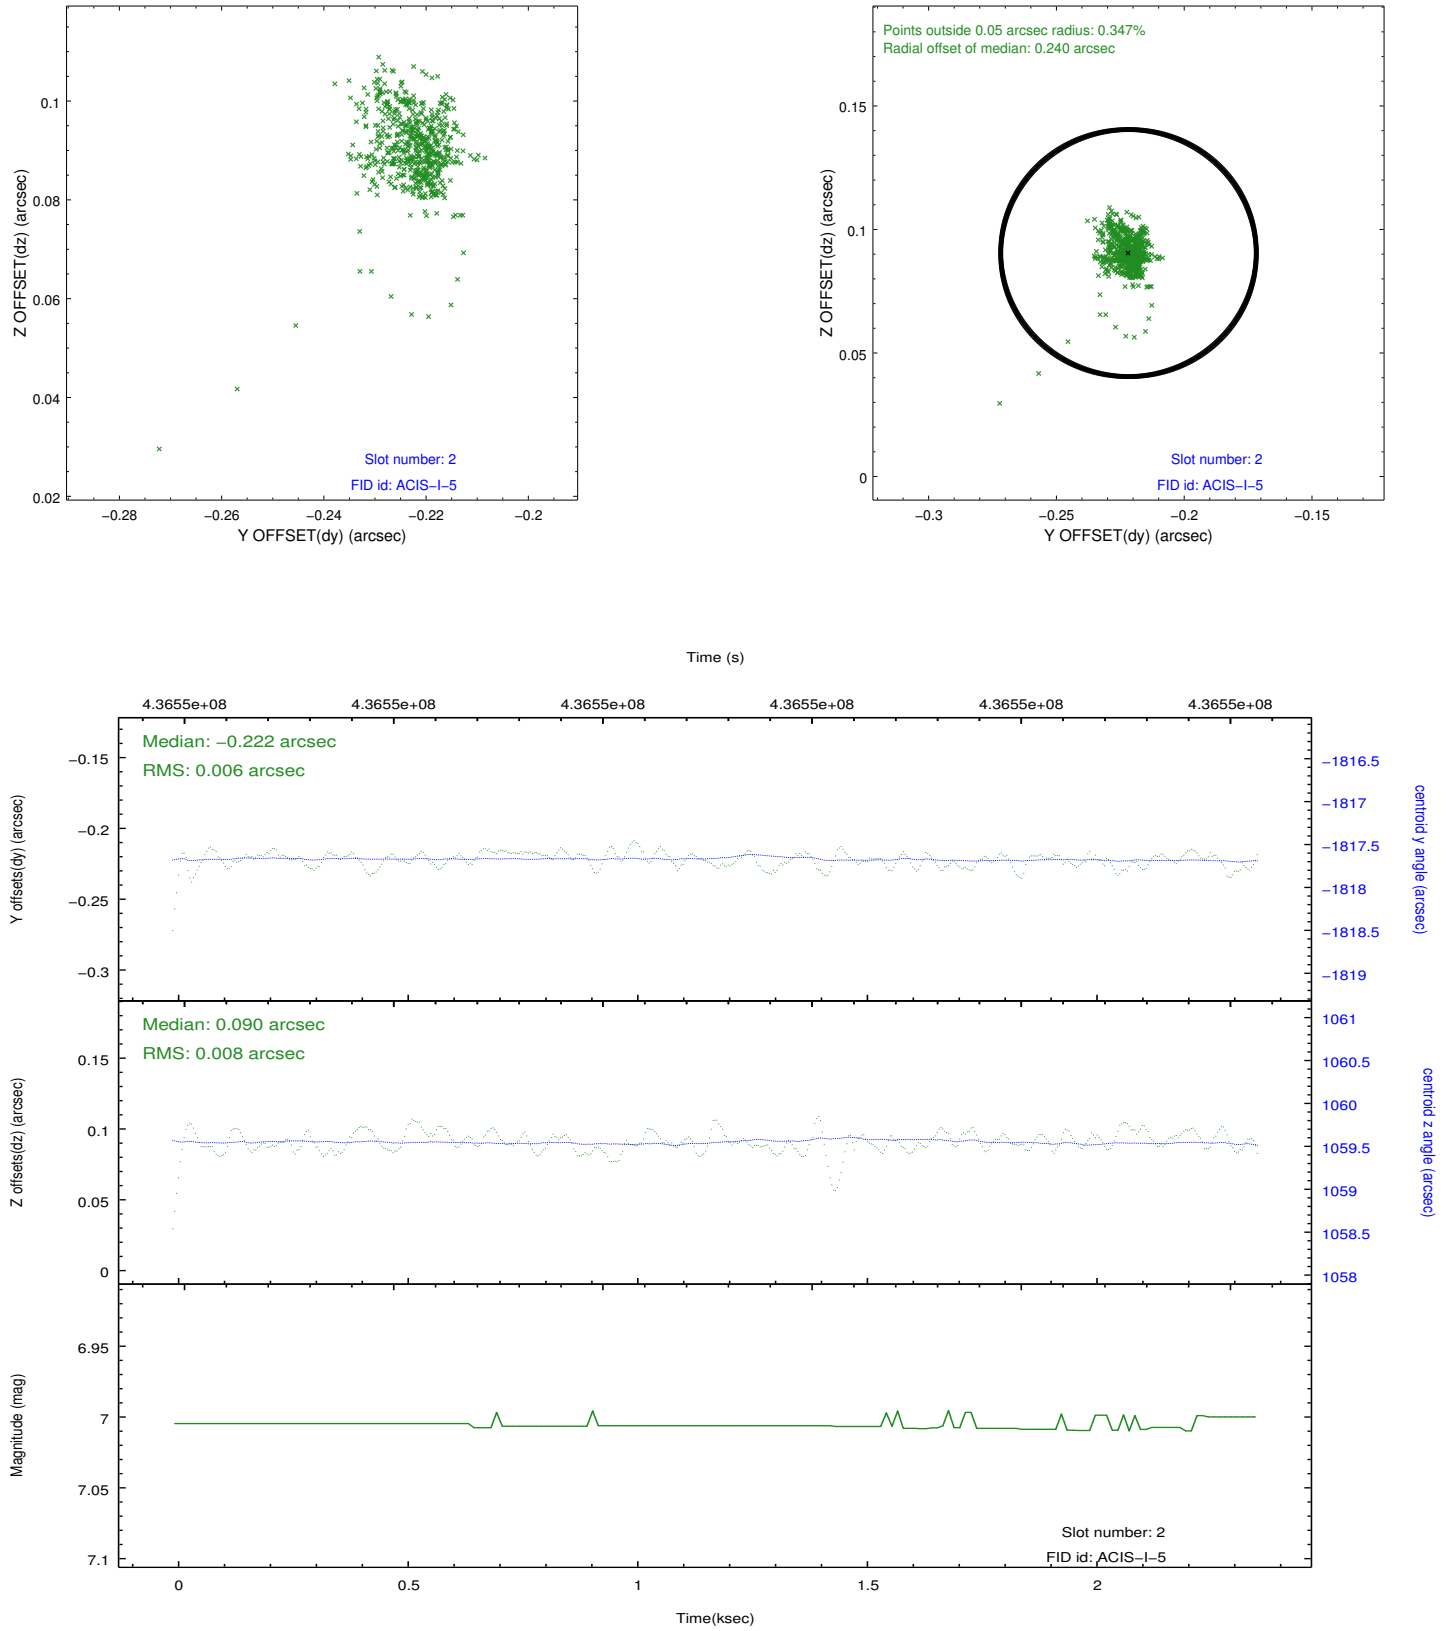 0.1
0.08
0.06
0.04
0.02
Z OFFSET(dz) (arcsec)
Slot number: 2
FID id: ACIS−I−5
−0.28
−0.26
−0.24
−0.22
−0.2
Y OFFSET(dy) (arcsec)
Points outside 0.05 arcsec radius: 0.347%
Radial offset of median: 0.240 arcsec
0.15
0.1
0.05
0
Z OFFSET(dz) (arcsec)
Slot number: 2
FID id: ACIS−I−5
−0.3
−0.25
−0.2
−0.15
Y OFFSET(dy) (arcsec)
Time (s)
4.3655e+08
4.3655e+08
4.3655e+08
4.3655e+08
4.3655e+08
4.3655e+08
Median: −0.222 arcsec
RMS: 0.006 arcsec
−0.15
−0.2
−0.25
−0.3
Y offsets(dy) (arcsec)
−1816.5
−1817
−1817.5
−1818
−1818.5
−1819
centroid y angle (arcsec)
Median: 0.090 arcsec
RMS: 0.008 arcsec
0.15
0.1
0.05
0
Z offsets(dz) (arcsec)
1061
1060.5
1060
1059.5
1059
1058.5
1058
centroid z angle (arcsec)
6.95
7
7.05
7.1
Magnitude (mag)
Slot number: 2
FID id: ACIS−I−5
0
0.5
1
1.5
2
Time(ksec)